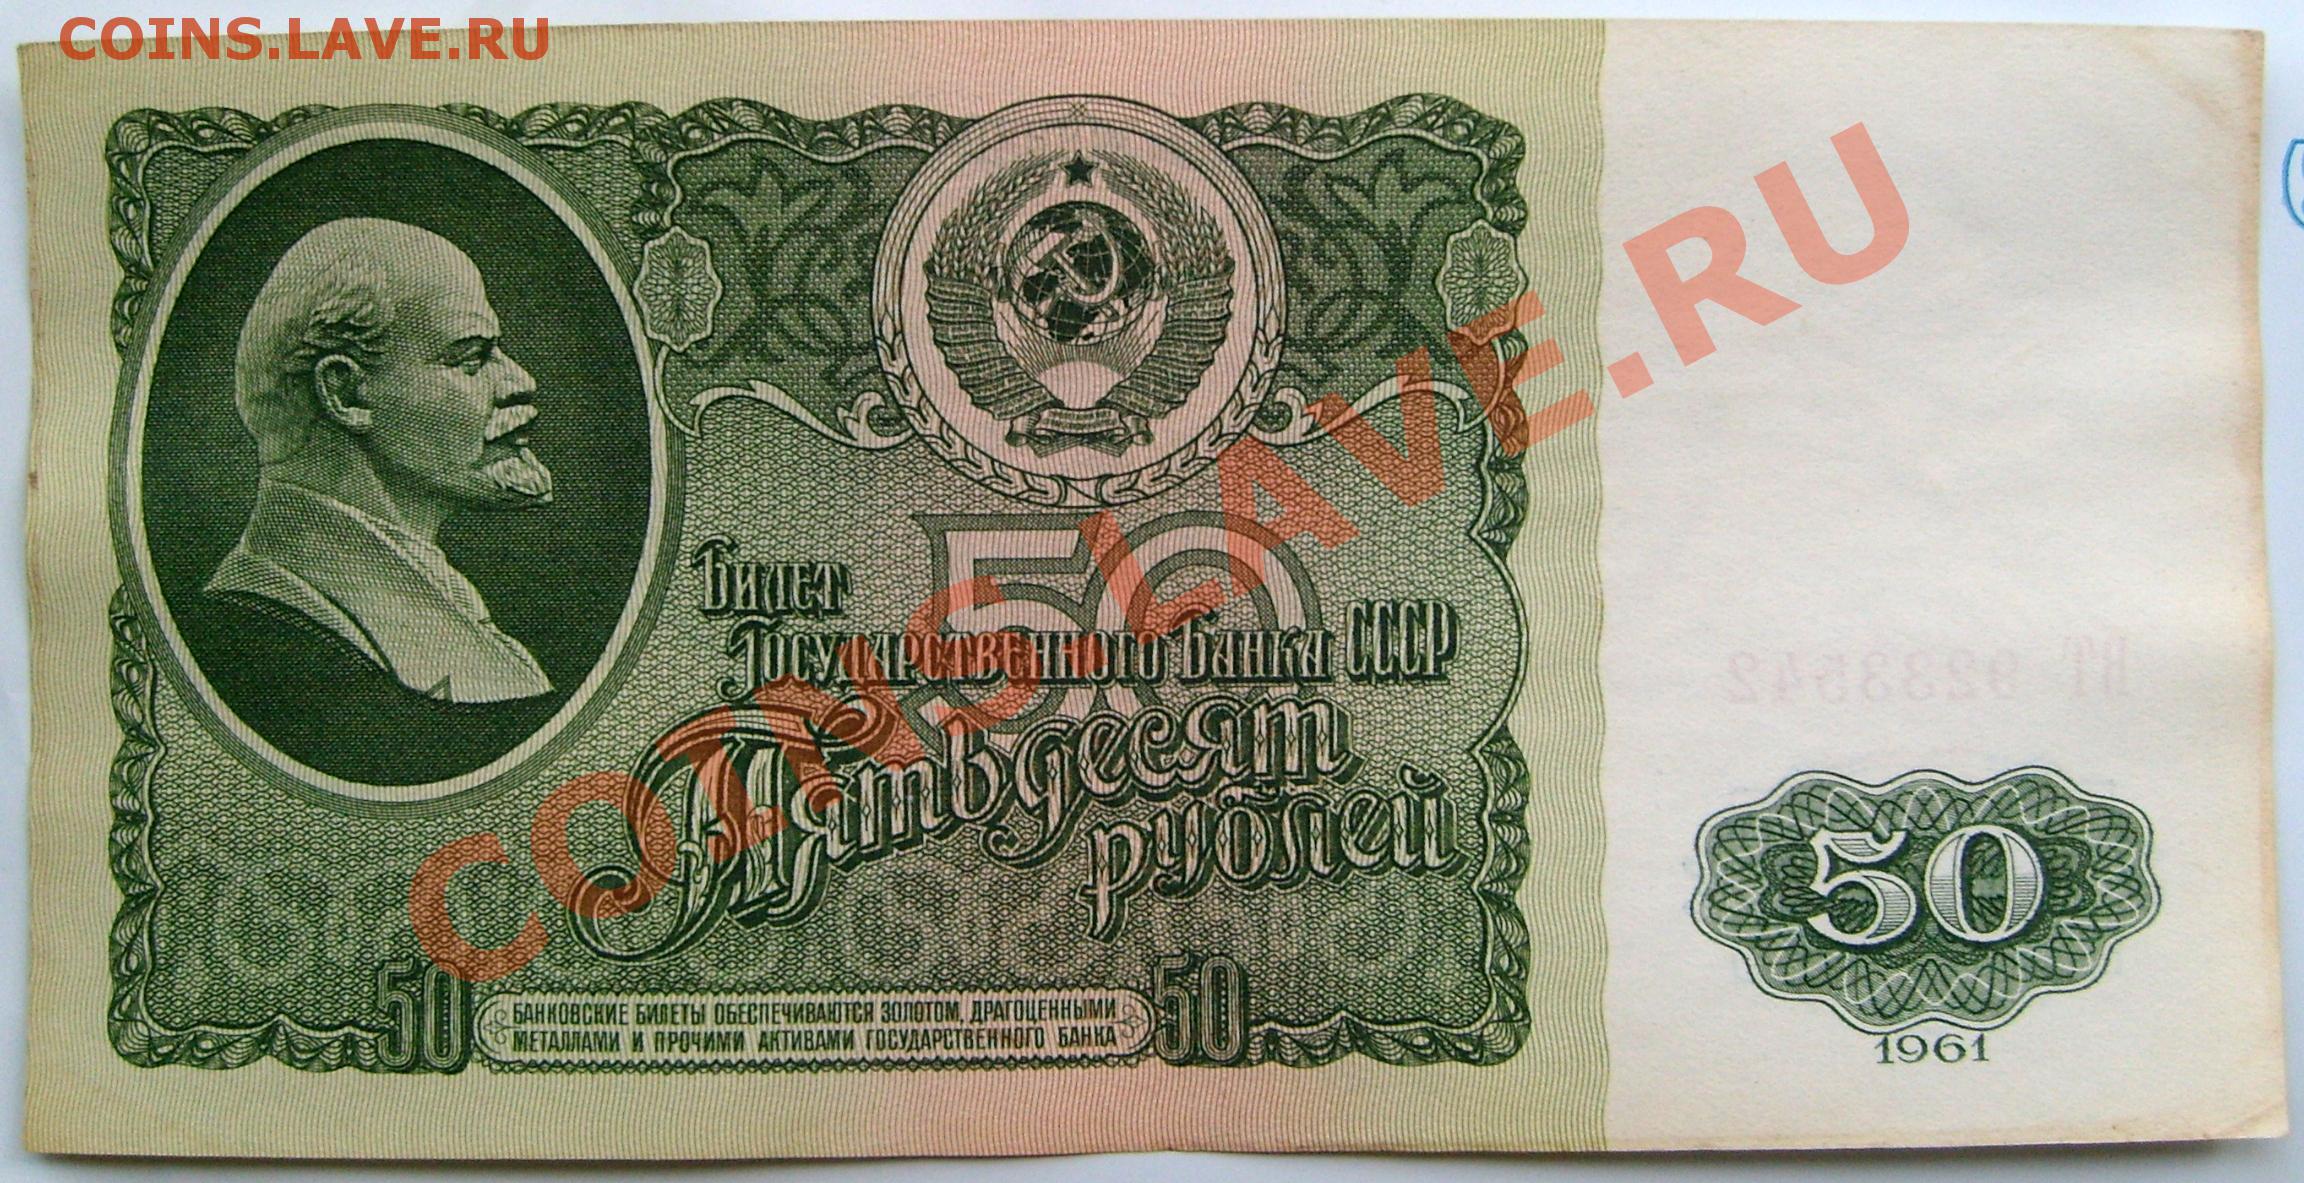 COINS.LAVE.RU
50
Билет
Государственного Банка СССР
Пятьдесят
рублей
50
БАНКОВСКИЕ БИЛЕТЫ ОБЕСПЕЧИВАЮТСЯ ЗОЛОТОМ, ДРАГОЦЕННЫМИ
МЕТАЛЛАМИ И ПРОЧИМИ АКТИВАМИ ГОСУДАРСТВЕННОГО БАНКА
50
9233542
50
1961
COINS.LAVE.RU